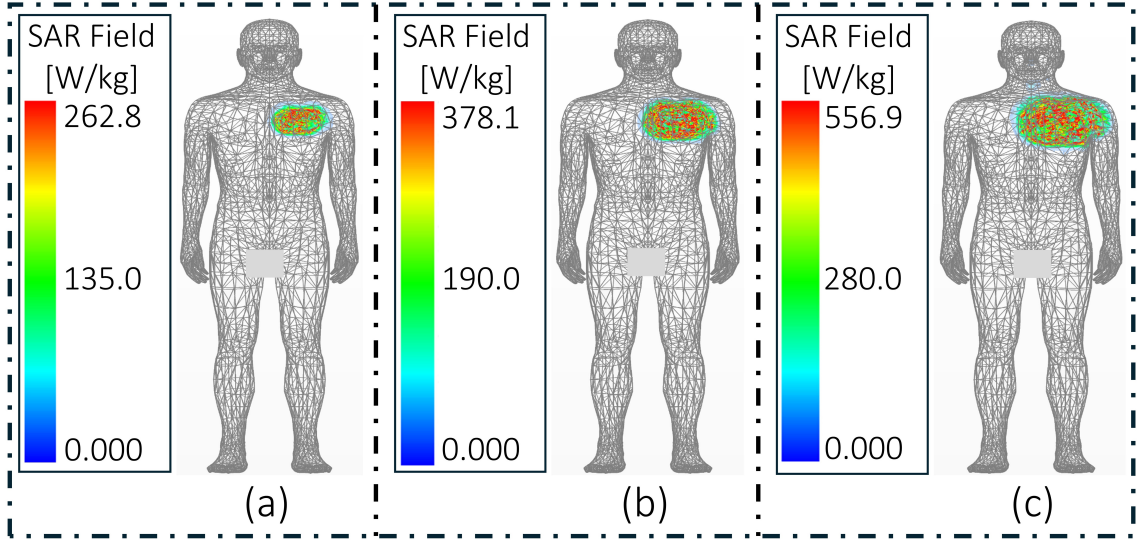 SAR Field
[W/kg]
262.8
135.0
0.000
(a)
SAR Field
[W/kg]
378.1
190.0
0.000
(b)
SAR Field
[W/kg]
556.9
280.0
0.000
(c)